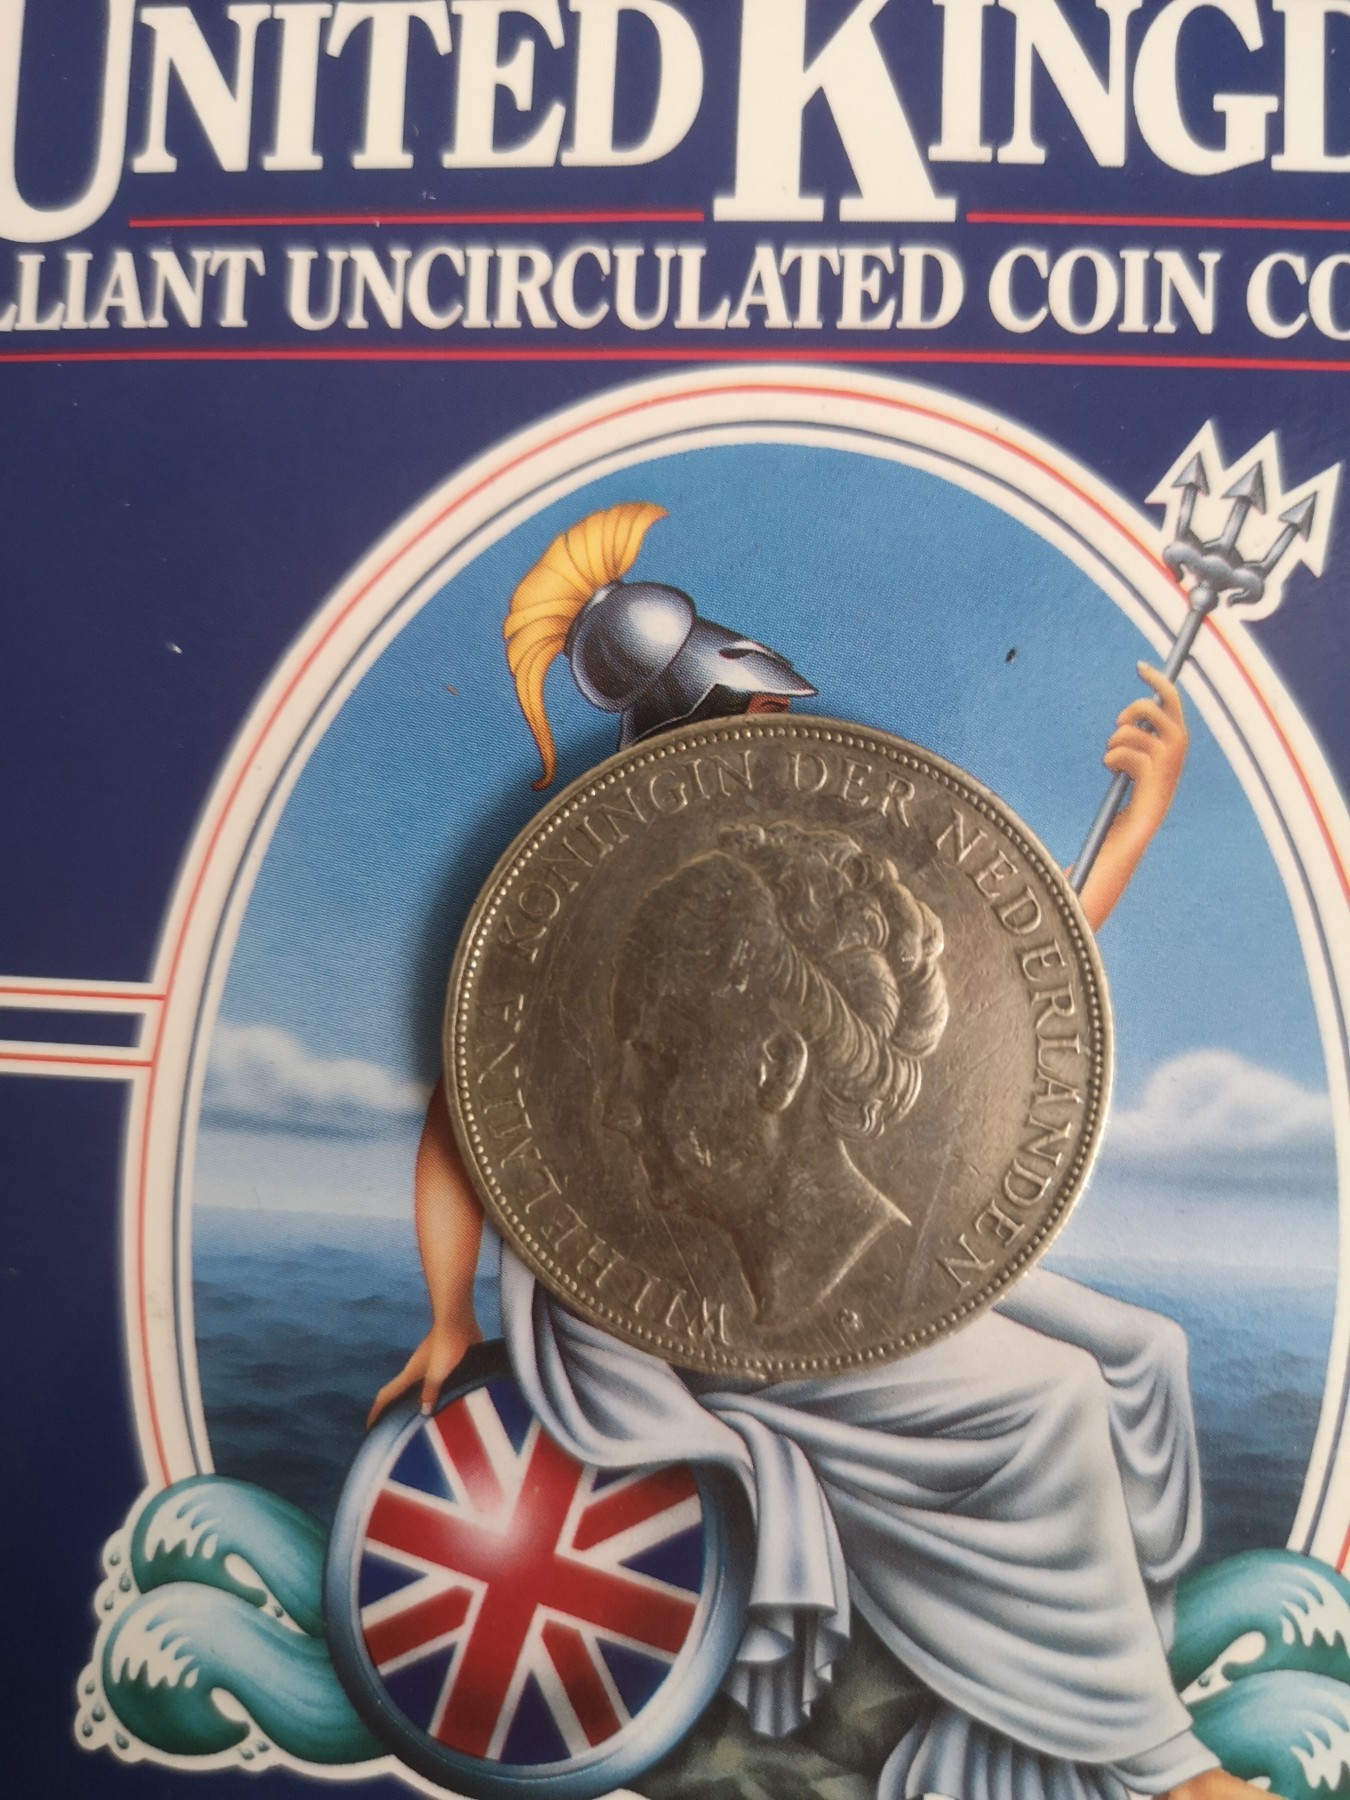 UNITED KINGD
LLIANT UNCIRCULATED COIN CO
WILHELMINA KONINGIN DER NEDERLANDEN